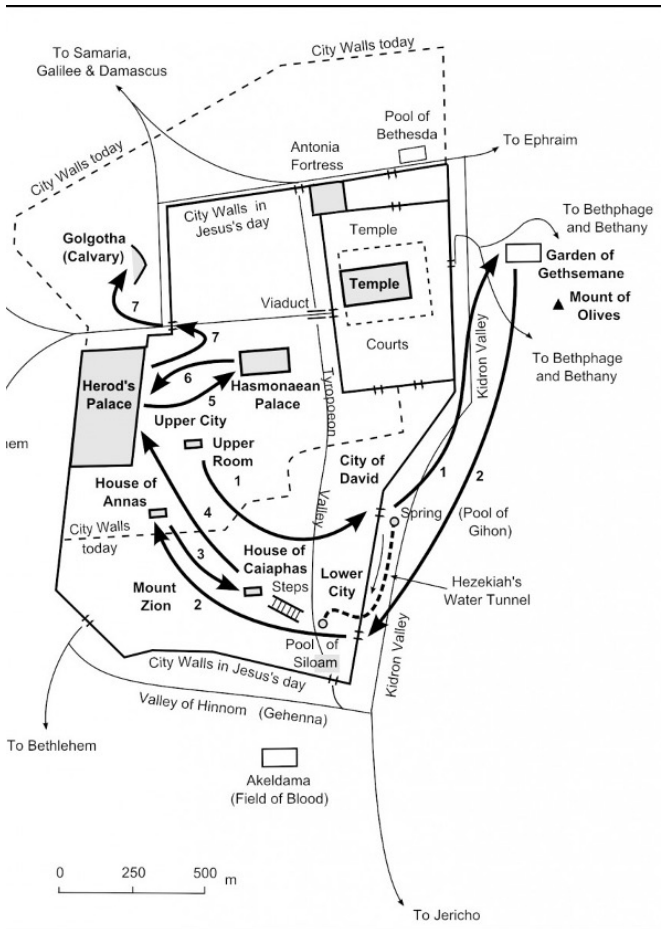 City Walls today
To Samaria,
Galilee & Damascus
Pool of
Bethesda
Antonia
Fortress
To Ephraim
City Walls today
City Walls in
Jesus's day
Temple
To Bethphage
and Bethany
Golgotha
(Calvary)
Garden of
Gethsemane
Temple
Mount of
Olives
7
Viaduct
7
Courts
Kidron Valley
To Bethphage
and Bethany
6
Herod's
Palace
5
Hasmonaean
Palace
Tyropoeon
Upper City
hem
Upper
Room
City of
David
1
2
House of
Annas
1
4
Valley
Spring
(Pool of
Gihon)
City Walls
today
3
House of
Caiaphas
Steps
Lower
City
Hezekiah's
Water Tunnel
Mount
Zion
2
Pool of
Siloam
Kidron Valley
City Walls in Jesus's day
Valley of Hinnom (Gehenna)
To Bethlehem
Akeldama
(Field of Blood)
0
250
500
m
To Jericho